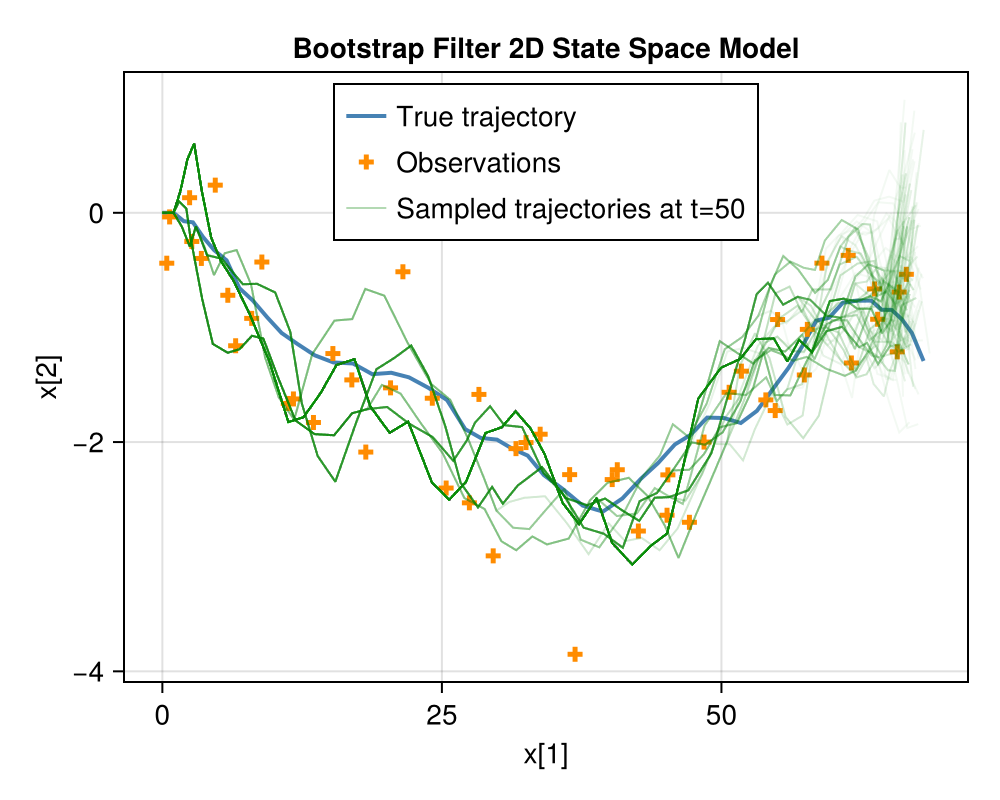 Bootstrap Filter 2D State Space Model
True trajectory
Observations
Sampled trajectories at t=50
0
−2
−4
x[2]
0
25
50
x[1]